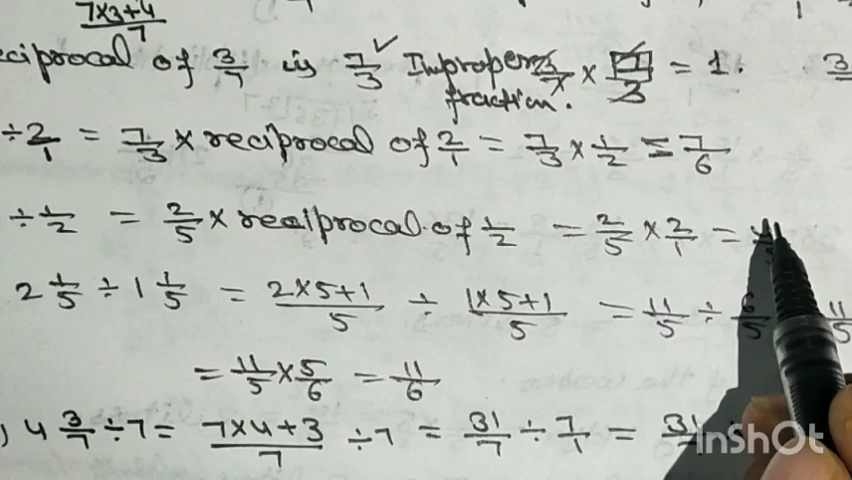 7×3+4/7
eciprocal of 3/7 is 7/3 ✓ Improper 3/7 × 7/3 = 1. 3
fraction.
÷ 2/1 = 7/3 × reciprocal of 2/1 = 7/3 × 1/2 = 7/6
÷ 1/2 = 2/5 × reciprocal of 1/2 = 2/5 × 2/1 =
2 1/5 ÷ 1 1/5 = 2×5+1/5 ÷ 1×5+1/5 = 11/5 ÷ 6/5 11/5
= 11/5 × 5/6 = 11/6
) 4 3/7 ÷ 7 = 7×4+3/7 ÷ 7 = 31/7 ÷ 7/1 = 31
InShOt